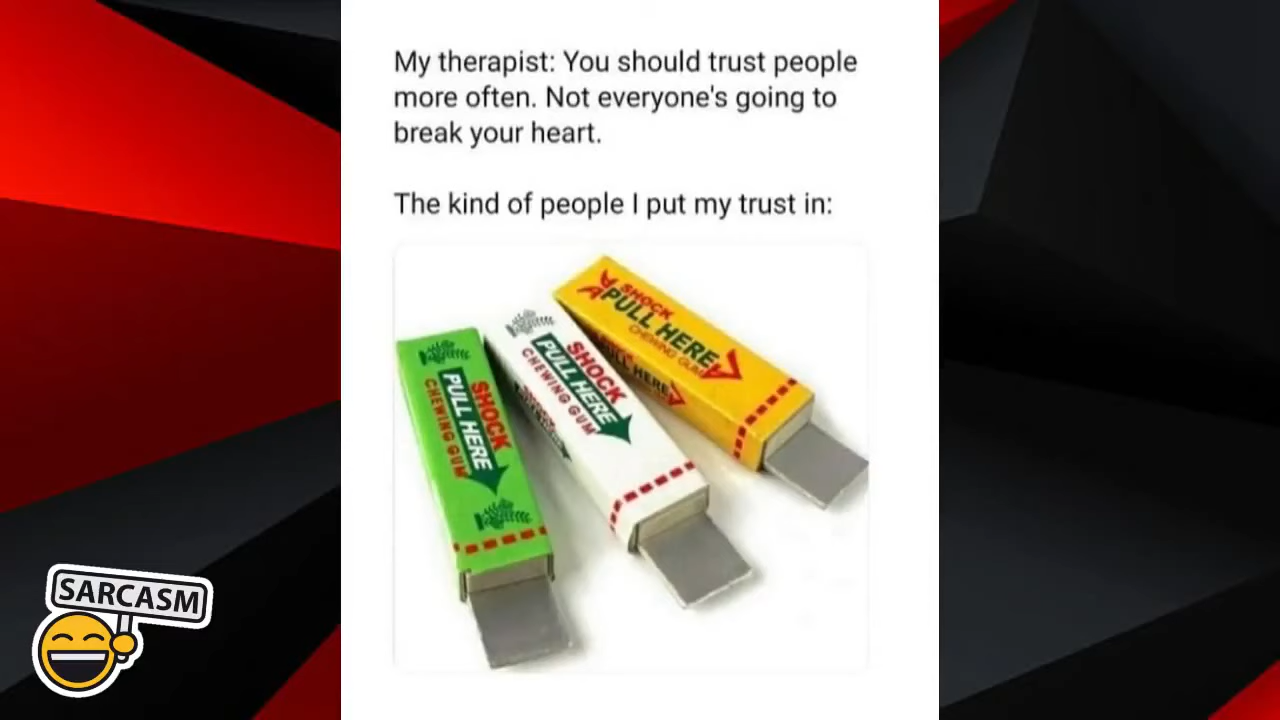 My therapist: You should trust people
more often. Not everyone's going to
break your heart.
The kind of people I put my trust in:
SHOCK
PULL HERE
CHEWING GUM
SHOCK
PULL HERE
CHEWING GUM
SHOCK
PULL HERE
CHEWING GUM
PULL HERE
SARCASM